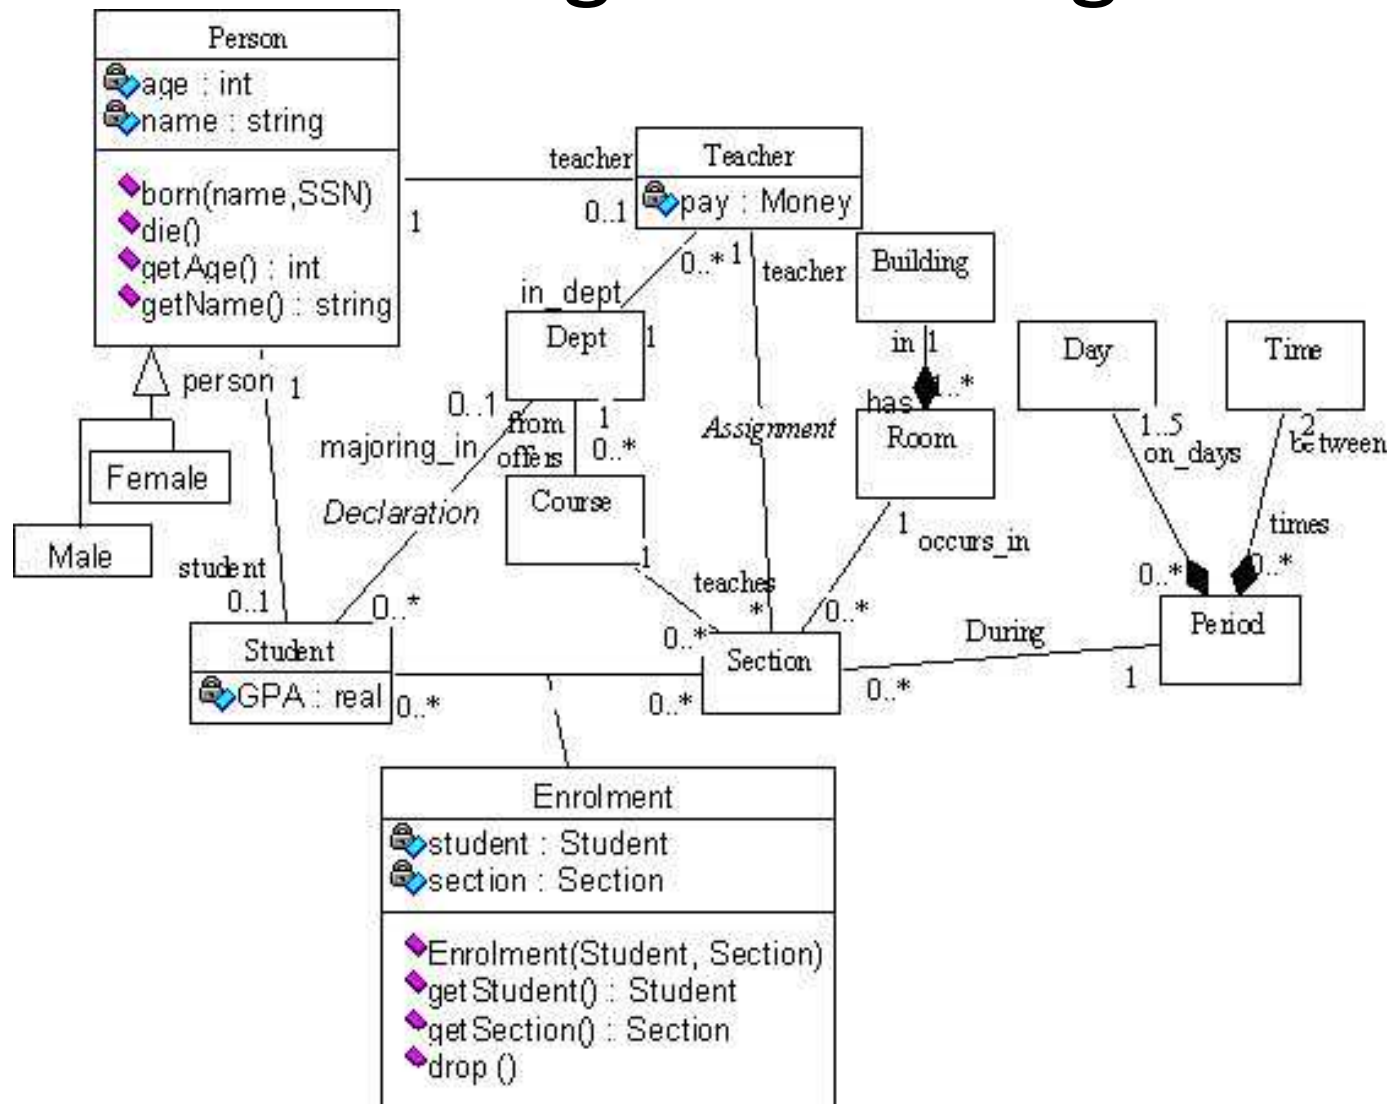 Person
age : int
name : string
born(name,SSN)
die()
getAge() : int
getName() : string
teacher
1
0..1
Teacher
pay : Money
0..*
1
teacher
in_dept
Dept
1
Building
in
1
1..*
has
Room
Day
Time
1..5
on_days
2
between
times
0..*
0..*
Period
person
1
Female
Male
student
0..1
0..1
majoring_in
Declaration
0..*
from
1
offers
0..*
Course
1
teaches
0..*
Assignment
*
1
occurs_in
0..*
Student
GPA : real
0..*
0..*
Section
During
0..*
1
Enrolment
student : Student
section : Section
Enrolment(Student, Section)
getStudent() : Student
getSection() : Section
drop ()